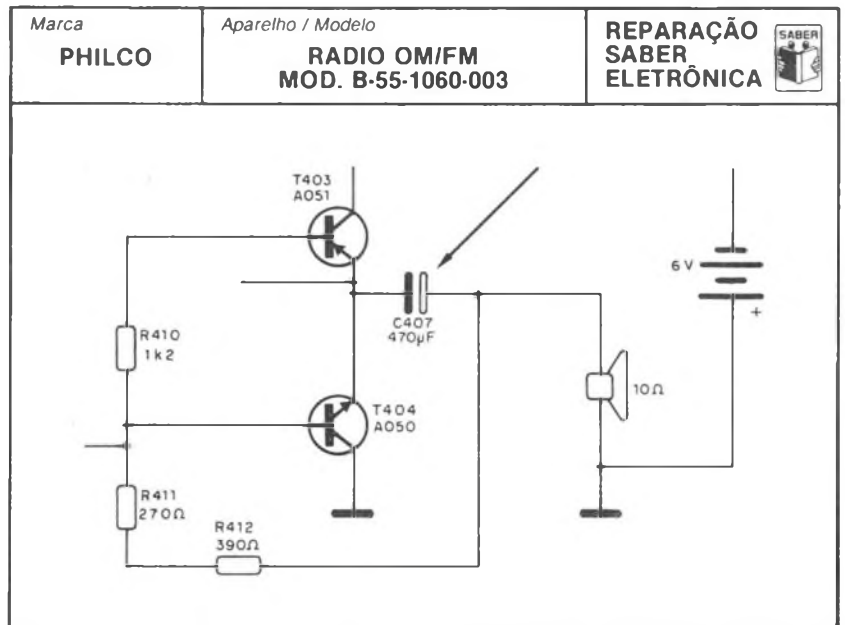 Marca
PHILCO
Aparelho / Modelo
RADIO OM/FM
MOD. B-55-1060-003
REPARAÇÃO
SABER
ELETRÔNICA
SABER
T403
A051
6V
+
C407
470µF
R410
1k2
10Ω
T404
A050
R411
270Ω
R412
390Ω